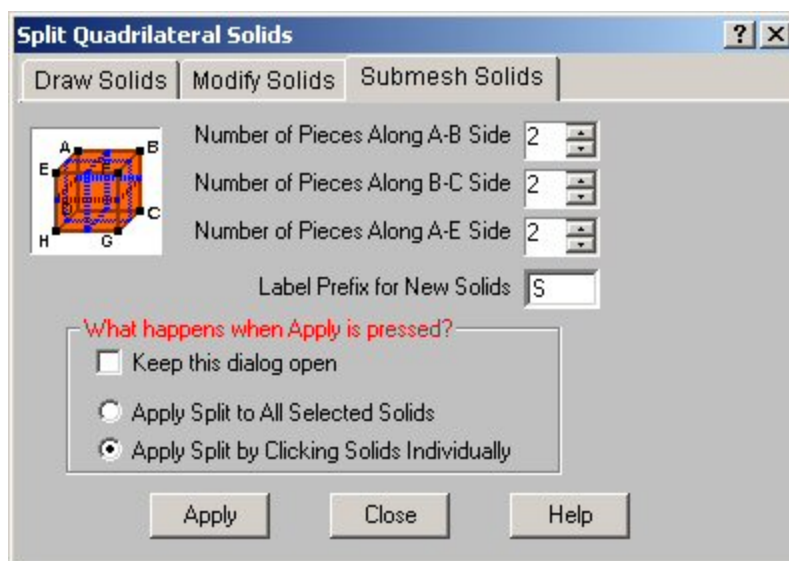 Split Quadrilateral Solids
Draw Solids Modify Solids Submesh Solids
Number of Pieces Along A-B Side 2
Number of Pieces Along B-C Side 2
Number of Pieces Along A-E Side 2
A B
E F
C
H G
Label Prefix for New Solids S
What happens when Apply is pressed?
Keep this dialog open
Apply Split to All Selected Solids
Apply Split by Clicking Solids Individually
Apply Close Help